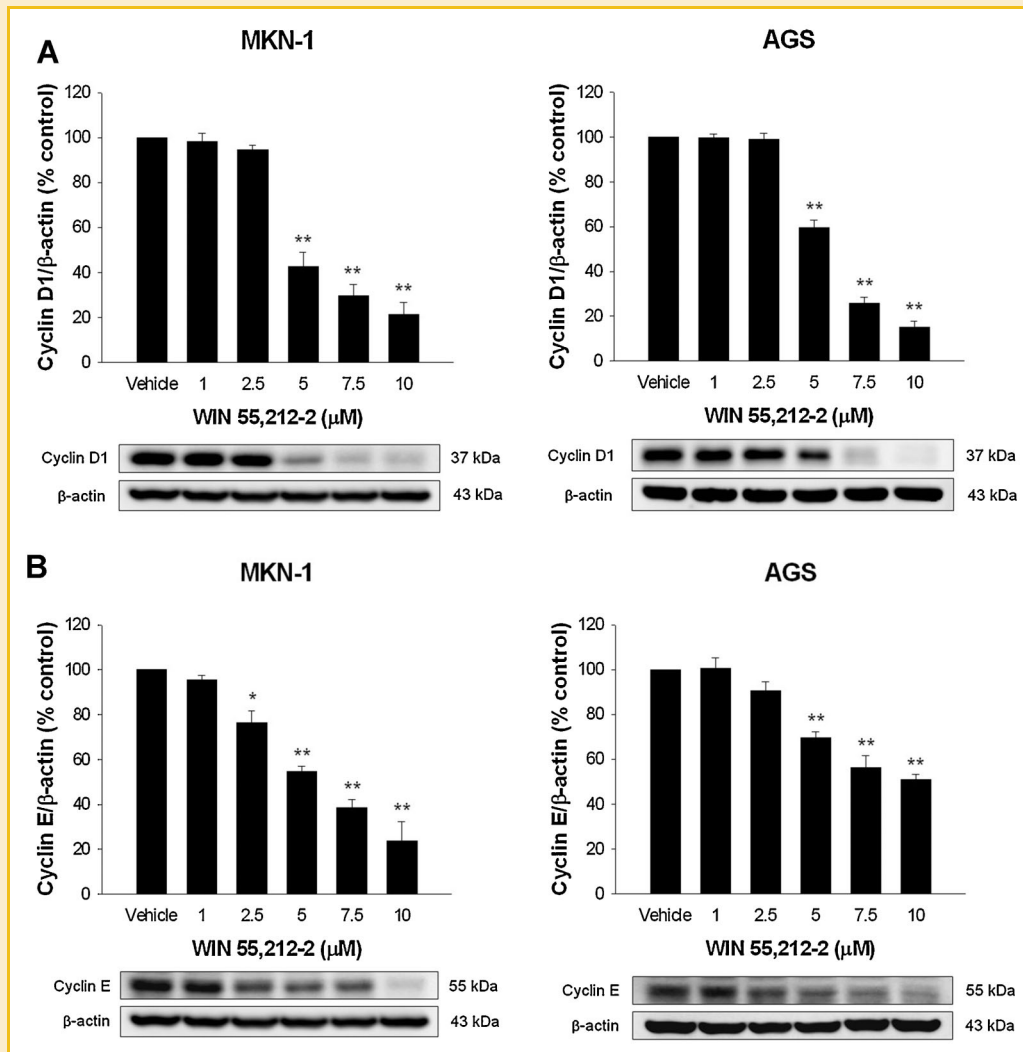 A
MKN-1
Cyclin D1/β-actin (% control)
120
100
80
60
40
20
0
**
**
**
Vehicle 1 2.5 5 7.5 10
WIN 55,212-2 (μM)
Cyclin D1 37 kDa
β-actin 43 kDa
AGS
Cyclin D1/β-actin (% control)
120
100
80
60
40
20
0
**
**
**
Vehicle 1 2.5 5 7.5 10
WIN 55,212-2 (μM)
Cyclin D1 37 kDa
β-actin 43 kDa
B
MKN-1
Cyclin E/β-actin (% control)
120
100
80
60
40
20
0
*
**
**
**
Vehicle 1 2.5 5 7.5 10
WIN 55,212-2 (μM)
Cyclin E 55 kDa
β-actin 43 kDa
AGS
Cyclin E/β-actin (% control)
120
100
80
60
40
20
0
**
**
**
Vehicle 1 2.5 5 7.5 10
WIN 55,212-2 (μM)
Cyclin E 55 kDa
β-actin 43 kDa